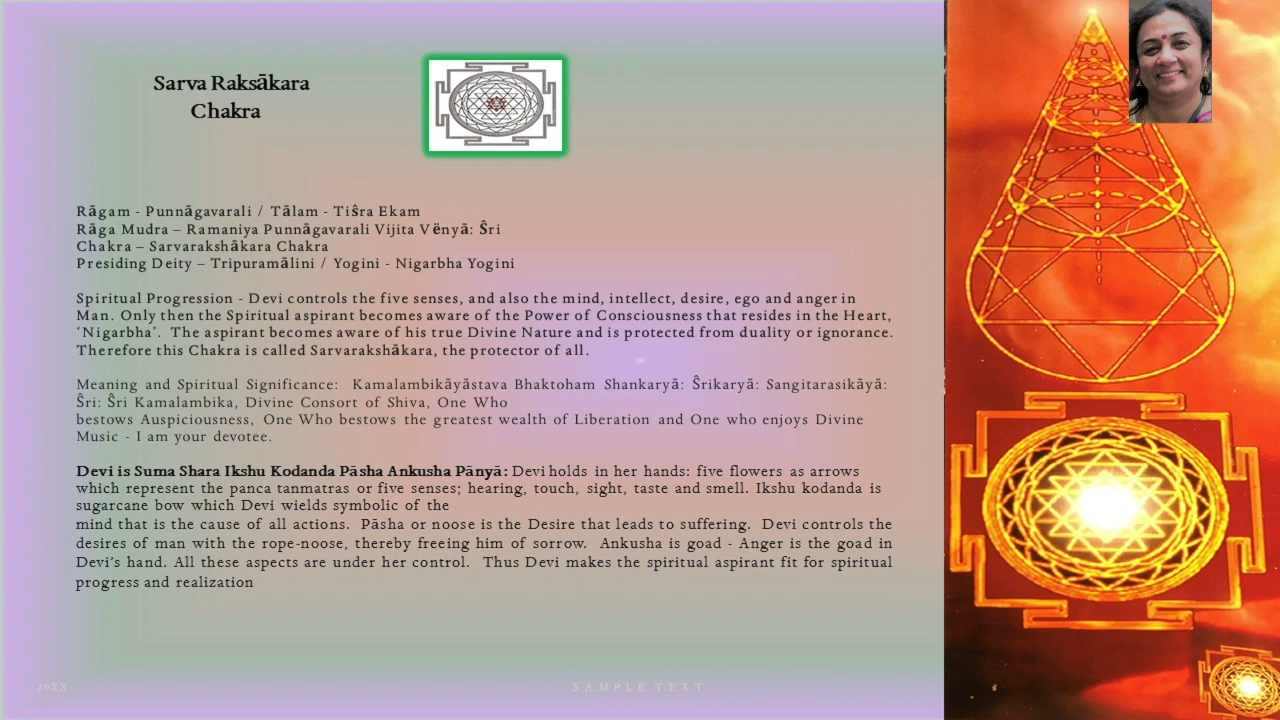 Sarva Raksākara
Chakra
Rāgam - Punnāgavarali / Tālam - Tiŝra Ekam
Rāga Mudra – Ramaniya Punnāgavarali Vijita Vënyā: Ŝri
Chakra – Sarvarakshākara Chakra
Presiding Deity – Tripuramālini / Yogini - Nigarbha Yogini
Spiritual Progression - Devi controls the five senses, and also the mind, intellect, desire, ego and anger in
Man. Only then the Spiritual aspirant becomes aware of the Power of Consciousness that resides in the Heart,
‘Nigarbha’. The aspirant becomes aware of his true Divine Nature and is protected from duality or ignorance.
Therefore this Chakra is called Sarvarakshākara, the protector of all.
Meaning and Spiritual Significance: Kamalambikāyāstava Bhaktoham Shankaryā: Ŝrikaryā: Sangitarasikāyā:
Ŝri: Ŝri Kamalambika, Divine Consort of Shiva, One Who
bestows Auspiciousness, One Who bestows the greatest wealth of Liberation and One who enjoys Divine
Music - I am your devotee.
Devi is Suma Shara Ikshu Kodanda Pāsha Ankusha Pānyā: Devi holds in her hands: five flowers as arrows
which represent the panca tanmatras or five senses; hearing, touch, sight, taste and smell. Ikshu kodanda is
sugarcane bow which Devi wields symbolic of the
mind that is the cause of all actions. Pāsha or noose is the Desire that leads to suffering. Devi controls the
desires of man with the rope-noose, thereby freeing him of sorrow. Ankusha is goad - Anger is the goad in
Devi’s hand. All these aspects are under her control. Thus Devi makes the spiritual aspirant fit for spiritual
progress and realization
20XX
SAMPLE TEXT